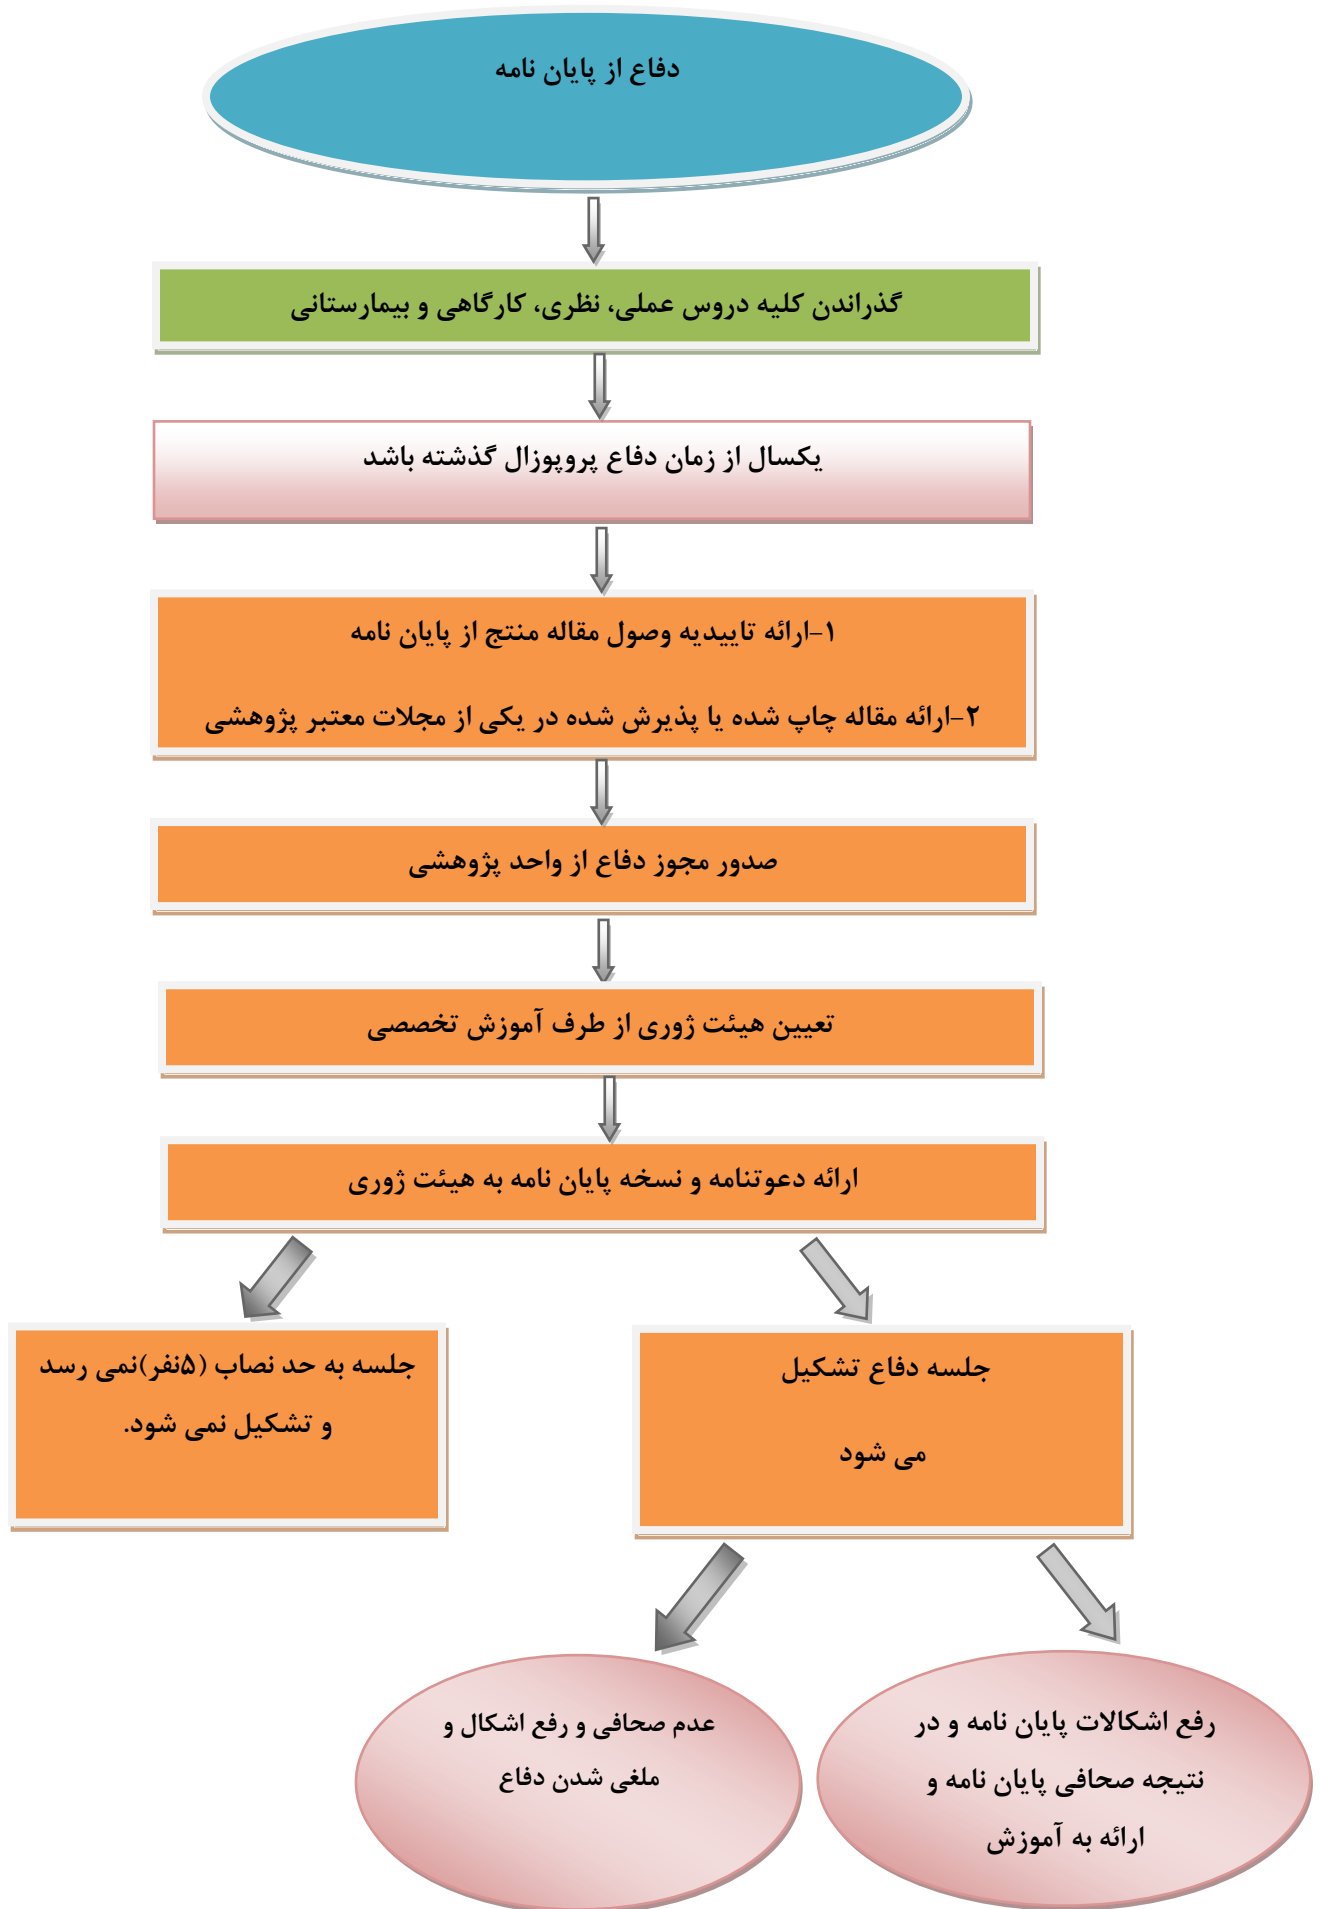 دفاع از پایان نامه
گذراندن کلیه دروس عملی، نظری، کارگاهی و بیمارستانی
یکسال از زمان دفاع پروپوزال گذشته باشد
۱-ارائه تاییدیه وصول مقاله منتج از پایان نامه
۲-ارائه مقاله چاپ شده یا پذیرش شده در یکی از مجلات معتبر پژوهشی
صدور مجوز دفاع از واحد پژوهشی
تعیین هیئت ژوری از طرف آموزش تخصصی
ارائه دعوتنامه و نسخه پایان نامه به هیئت ژوری
جلسه دفاع تشکیل
می شود
جلسه به حد نصاب (۵نفر)نمی رسد
و تشکیل نمی شود.
رفع اشکالات پایان نامه و در
نتیجه صحافی پایان نامه و
ارائه به آموزش
عدم صحافی و رفع اشکال و
ملغی شدن دفاع